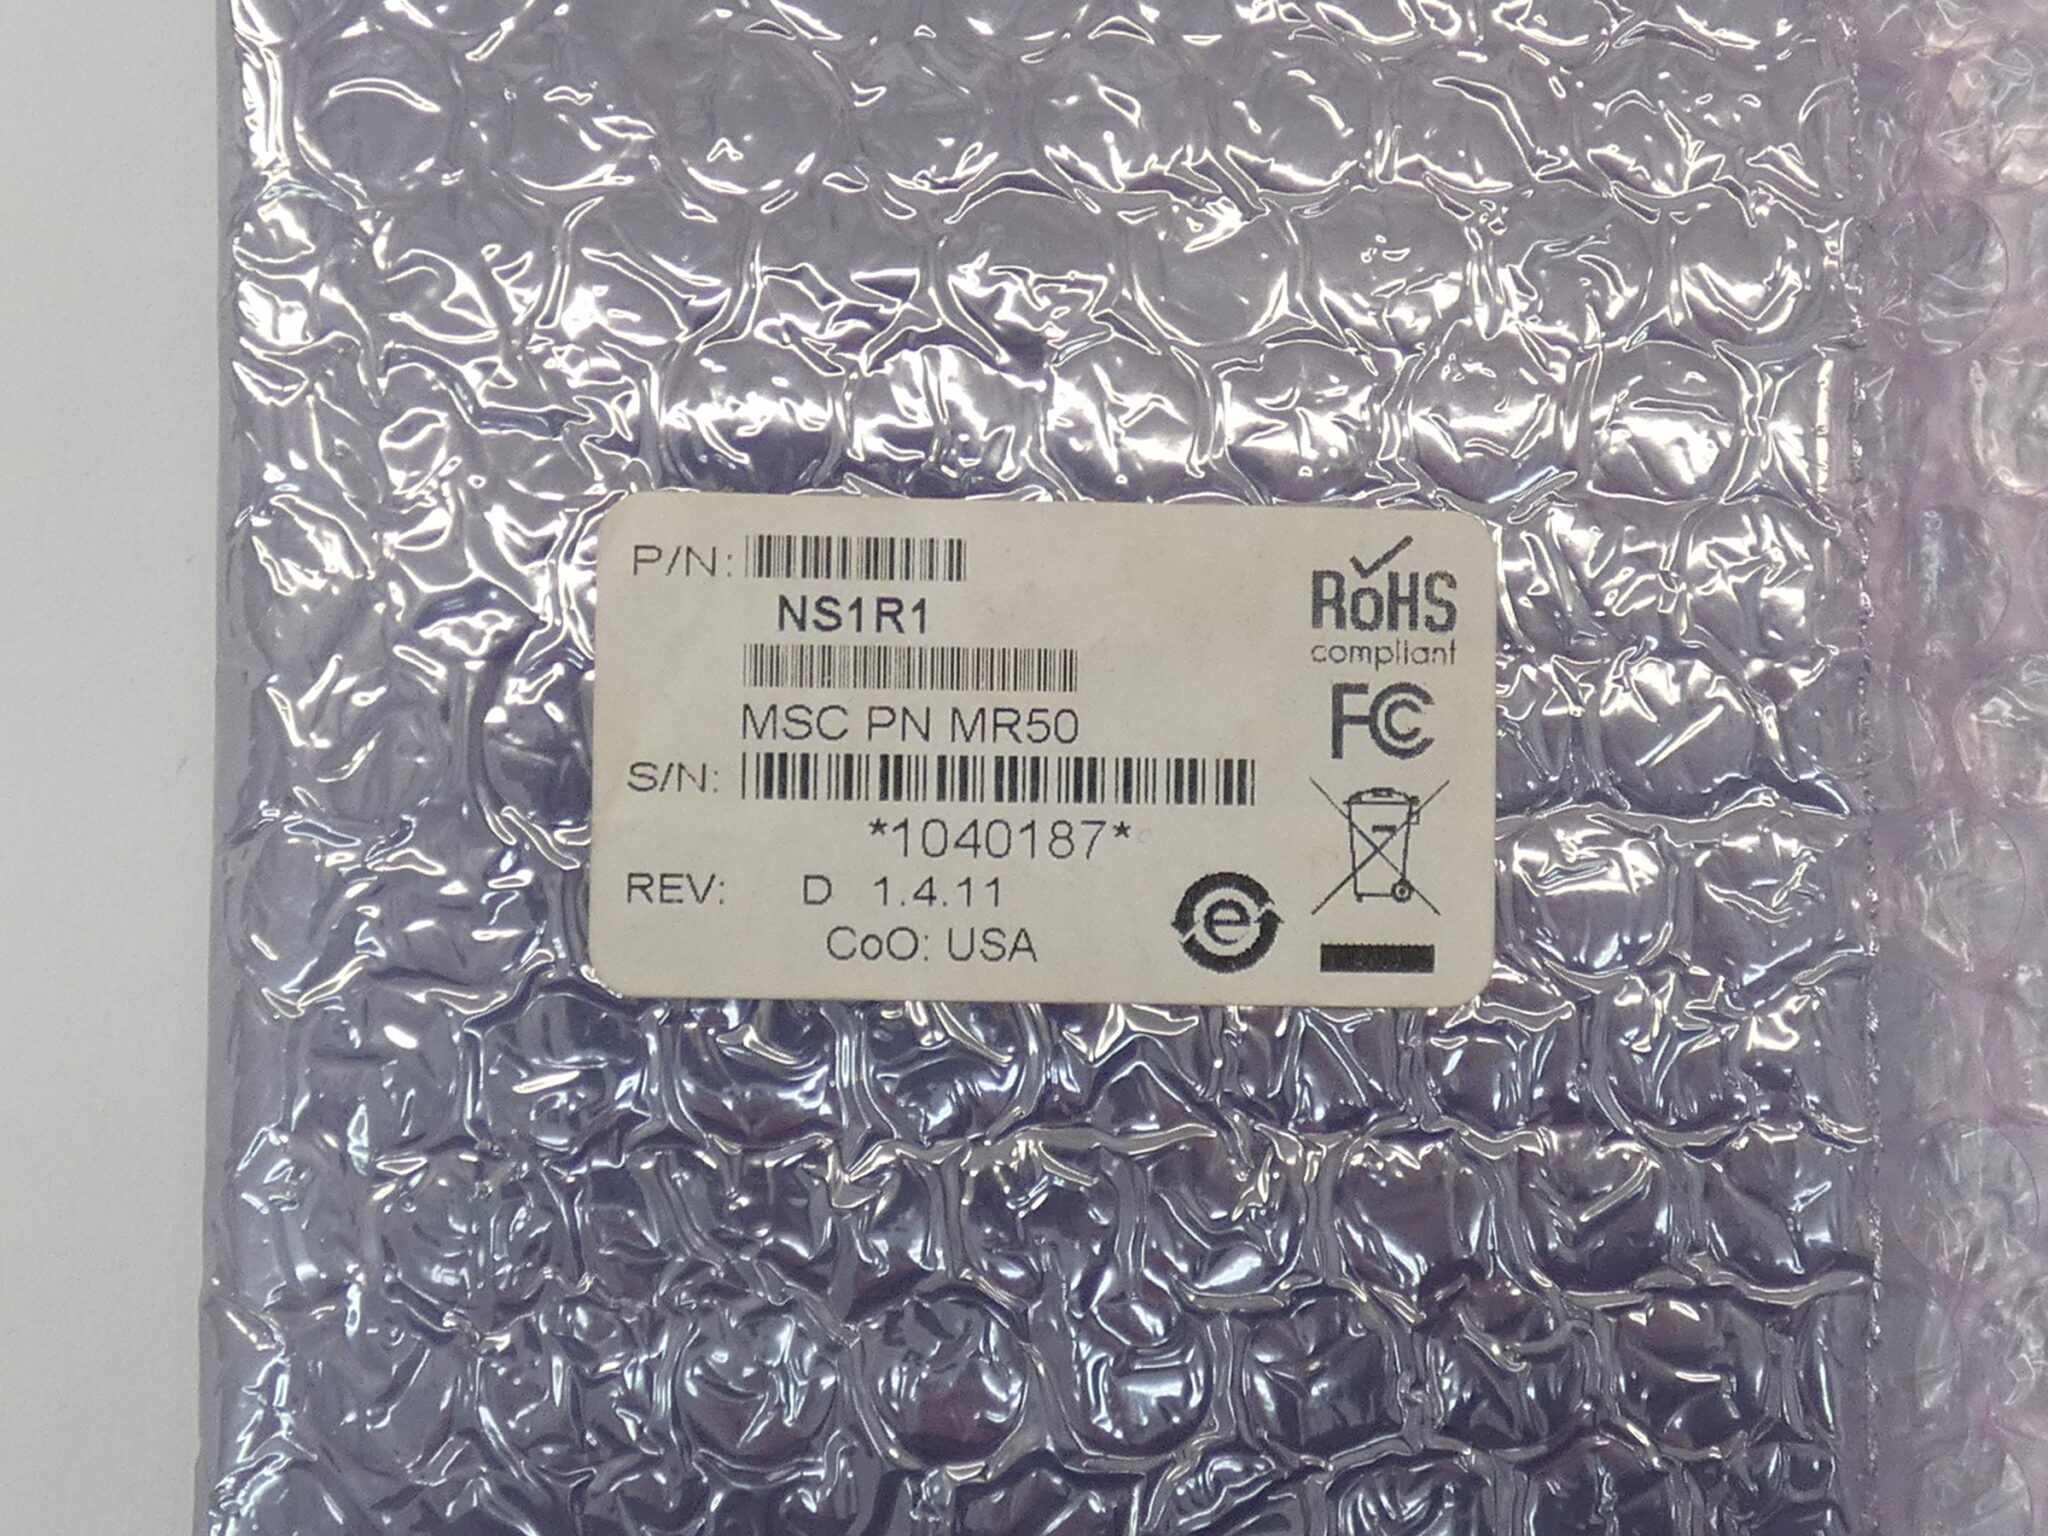 P/N:
NS1R1
MSC PN MR50
S/N:
*1040187*
REV: D 1.4.11
CoO: USA
RoHS
compliant
FC
e